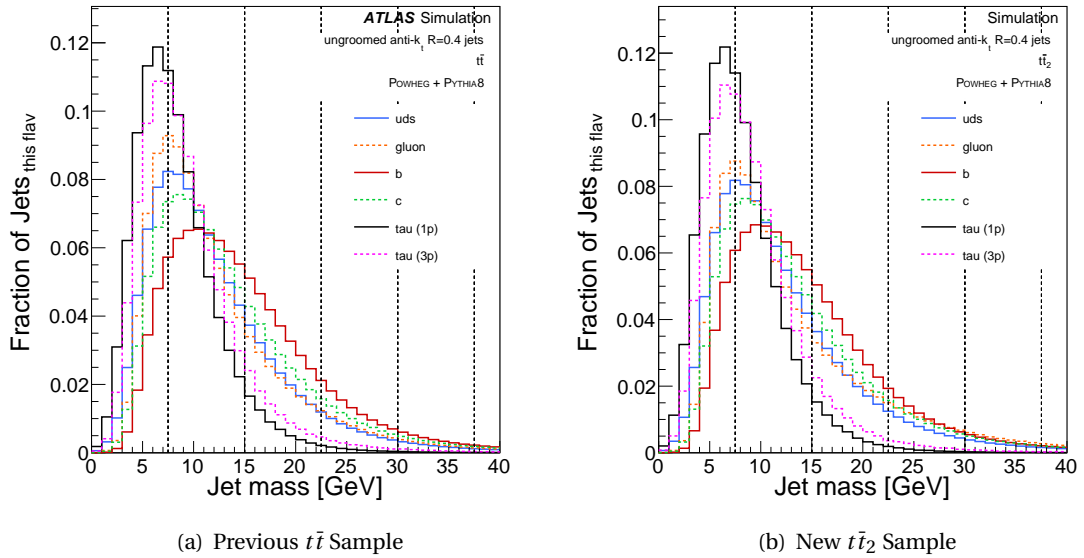 ATLAS Simulation
ungroomed anti-k_t R=0.4 jets
tt̄
POWHEG + PYTHIA8
uds
gluon
b
c
tau (1p)
tau (3p)
Fraction of Jets_this flav
0.12
0.1
0.08
0.06
0.04
0.02
0
0 5 10 15 20 25 30 35 40
Jet mass [GeV]
(a) Previous tt̄ Sample
Simulation
ungroomed anti-k_t R=0.4 jets
tt̄_2
POWHEG + PYTHIA8
uds
gluon
b
c
tau (1p)
tau (3p)
Fraction of Jets_this flav
0.12
0.1
0.08
0.06
0.04
0.02
0
0 5 10 15 20 25 30 35 40
Jet mass [GeV]
(b) New tt̄_2 Sample